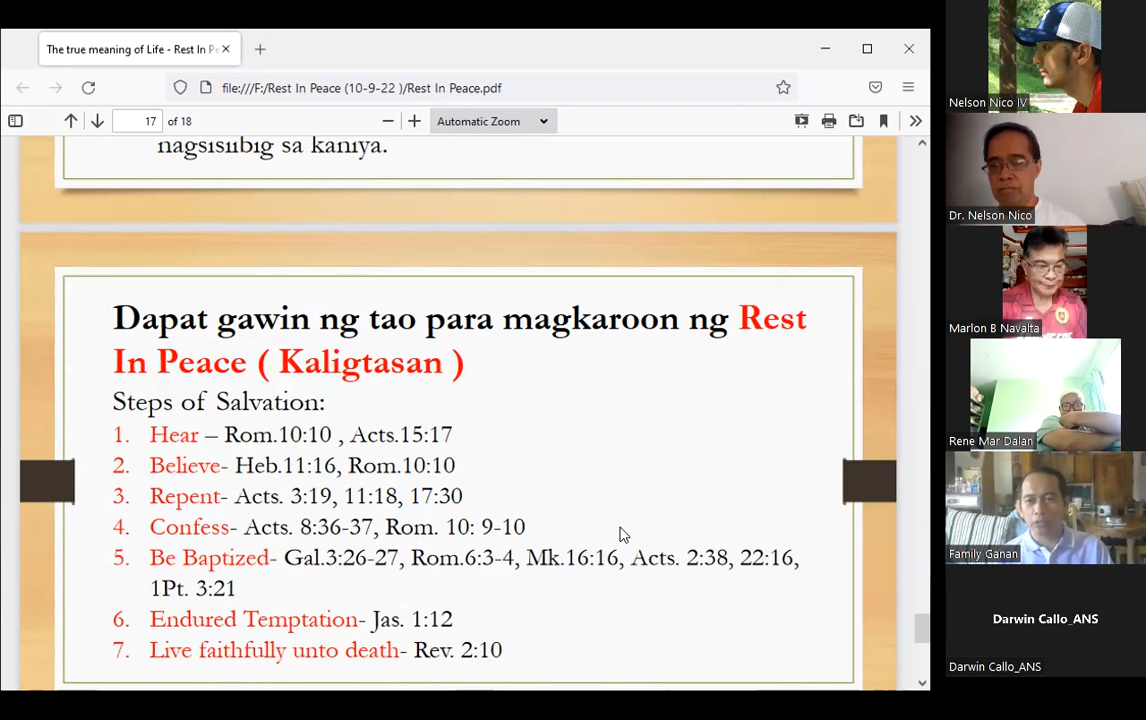 The true meaning of Life - Rest In Pe
file:///F:/Rest In Peace (10-9-22 )/Rest In Peace.pdf
17 of 18
Automatic Zoom
nagsisiibig sa kaniya.
Dapat gawin ng tao para magkaroon ng Rest
In Peace ( Kaligtasan )
Steps of Salvation:
1. Hear – Rom.10:10 , Acts.15:17
2. Believe- Heb.11:16, Rom.10:10
3. Repent- Acts. 3:19, 11:18, 17:30
4. Confess- Acts. 8:36-37, Rom. 10: 9-10
5. Be Baptized- Gal.3:26-27, Rom.6:3-4, Mk.16:16, Acts. 2:38, 22:16,
1Pt. 3:21
6. Endured Temptation- Jas. 1:12
7. Live faithfully unto death- Rev. 2:10
Nelson Nico IV
Dr. Nelson Nico
Marlon B Navalta
Rene Mar Dalan
Family Ganan
Darwin Callo_ANS
Darwin Callo_ANS